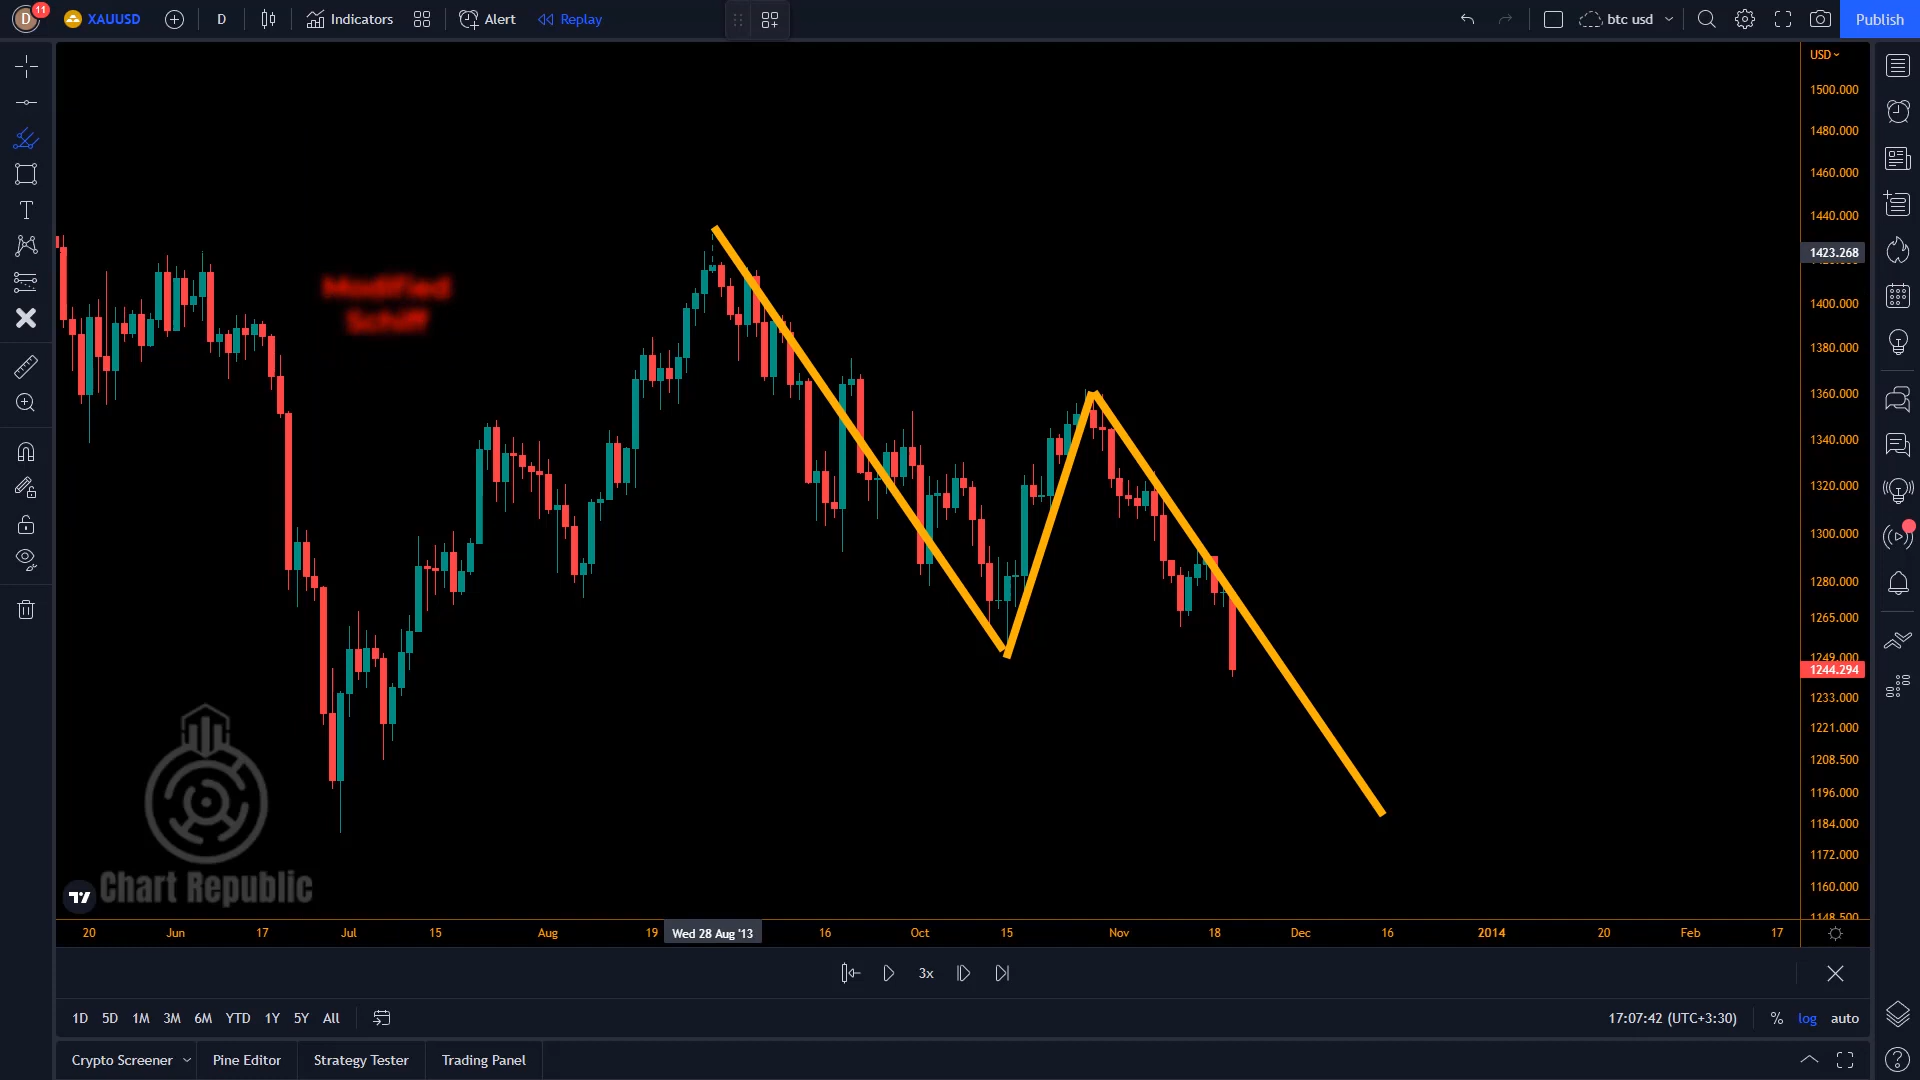 D 11 XAUUSD D Indicators Alert Replay btc usd Publish
USD
1500.000
1480.000
1460.000
1440.000
1423.268
1400.000
1380.000
1360.000
1340.000
1320.000
1300.000
1280.000
1265.000
1249.000
1244.294
1233.000
1221.000
1208.500
1196.000
1184.000
1172.000
1160.000
1148.500
Modified
Schiff
Chart Republic
20 Jun 17 Jul 15 Aug 19 Wed 28 Aug '13 16 Oct 15 Nov 18 Dec 16 2014 20 Feb 17
3x
1D 5D 1M 3M 6M YTD 1Y 5Y All 17:07:42 (UTC+3:30) % log auto
Crypto Screener Pine Editor Strategy Tester Trading Panel